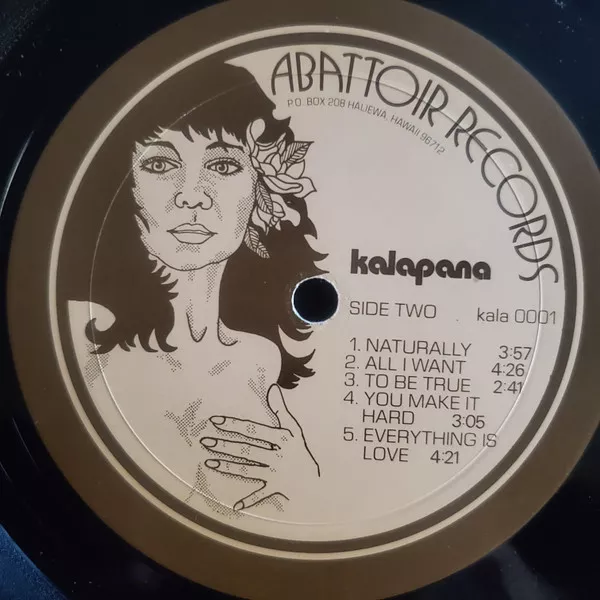 ABATTOIR RECORDS
P.O. BOX 208 HALIEWA, HAWAII 96712
kalapana
SIDE TWO . kala 0001
1. NATURALLY 3:57
2. ALL I WANT 4:26
3. TO BE TRUE 2:41
4. YOU MAKE IT
HARD 3:05
5. EVERYTHING IS
LOVE 4:21